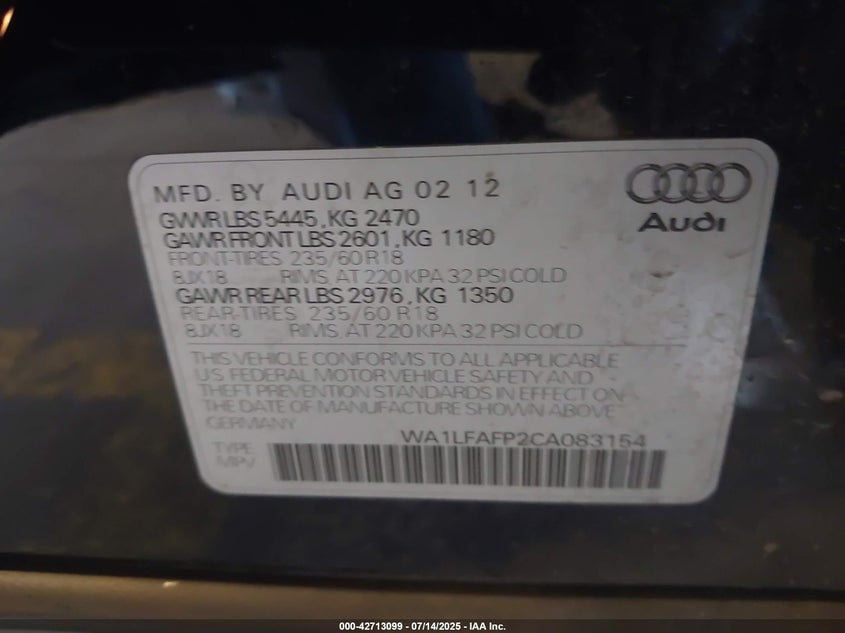 MFD. BY AUDI AG 02 12
GVWR LBS 5445, KG 2470
GAWR FRONT LBS 2601, KG 1180
FRONT-TIRES 235/60 R18
8JX18 RIMS, AT 220 KPA 32 PSI COLD
GAWR REAR LBS 2976, KG 1350
REAR-TIRES 235/60 R18
8JX18 RIMS, AT 220 KPA 32 PSI COLD
THIS VEHICLE CONFORMS TO ALL APPLICABLE
U.S. FEDERAL MOTOR VEHICLE SAFETY AND
THEFT PREVENTION STANDARDS IN EFFECT ON
THE DATE OF MANUFACTURE SHOWN ABOVE.
GERMANY
WA1LFAFP2CA083154
TYPE
MPV
Audi
000-42713099 - 07/14/2025 - IAA Inc.